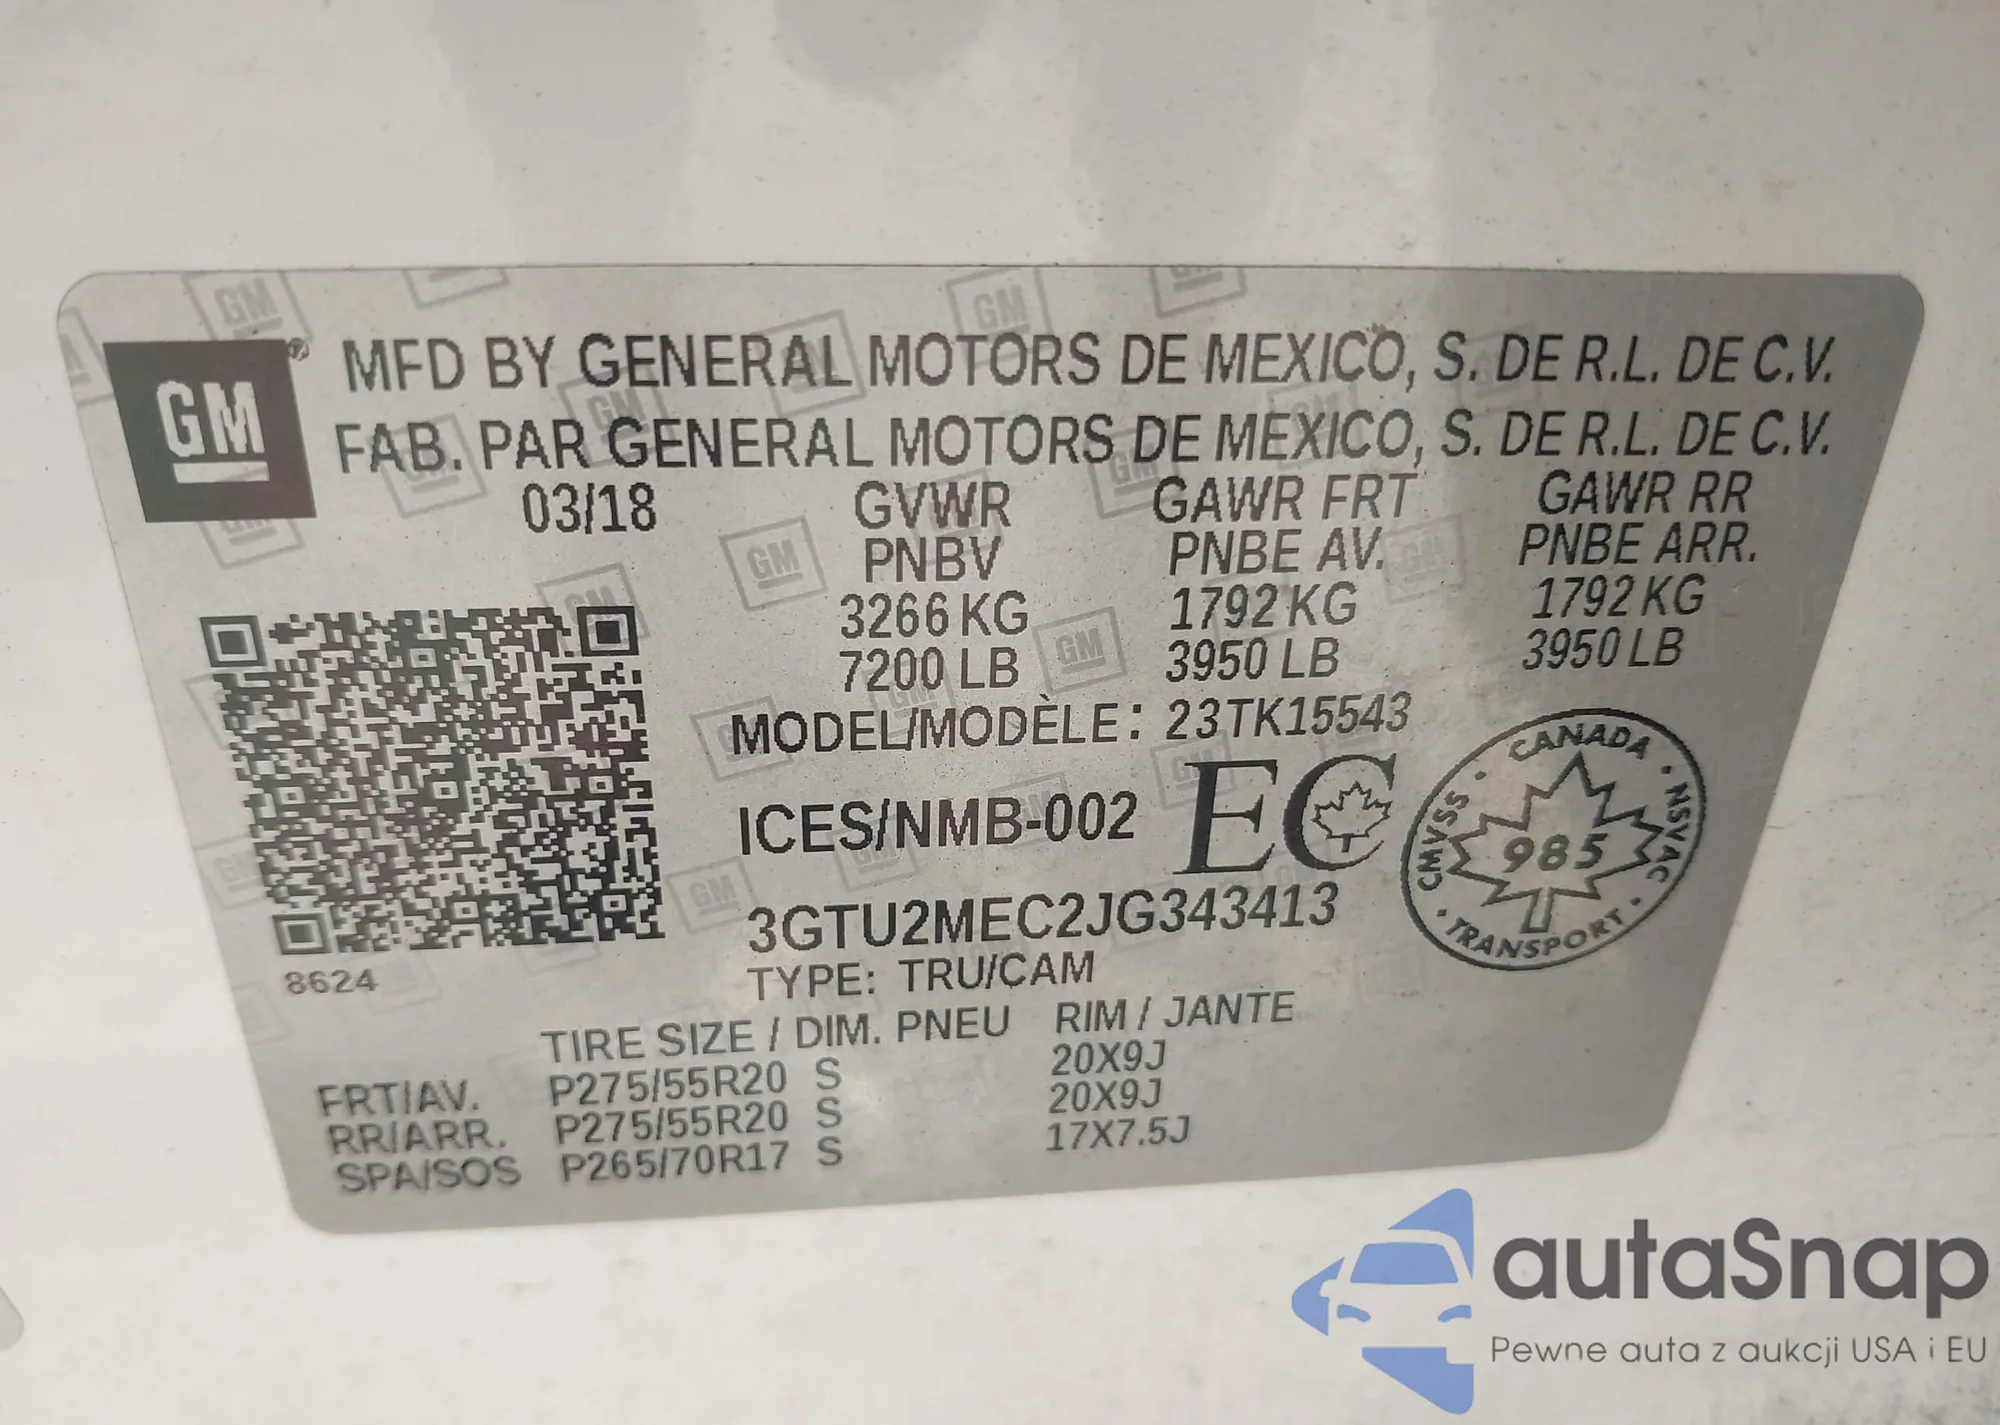 GM
MFD BY GENERAL MOTORS DE MEXICO, S. DE R.L. DE C.V.
FAB. PAR GENERAL MOTORS DE MEXICO, S. DE R.L. DE C.V.
03/18 GVWR GAWR FRT GAWR RR
PNBV PNBE AV. PNBE ARR.
3266 KG 1792 KG 1792 KG
7200 LB 3950 LB 3950 LB
MODEL/MODÈLE: 23TK15543
ICES/NMB-002 EC
CANADA CMVSS NSVAC 985 TRANSPORT
3GTU2MEC2JG343413
8624
TYPE: TRU/CAM
TIRE SIZE / DIM. PNEU RIM / JANTE
FRT/AV. P275/55R20 S 20X9J
RR/ARR. P275/55R20 S 20X9J
SPA/SOS P265/70R17 S 17X7.5J
autaSnap
Pewne auta z aukcji USA i EU